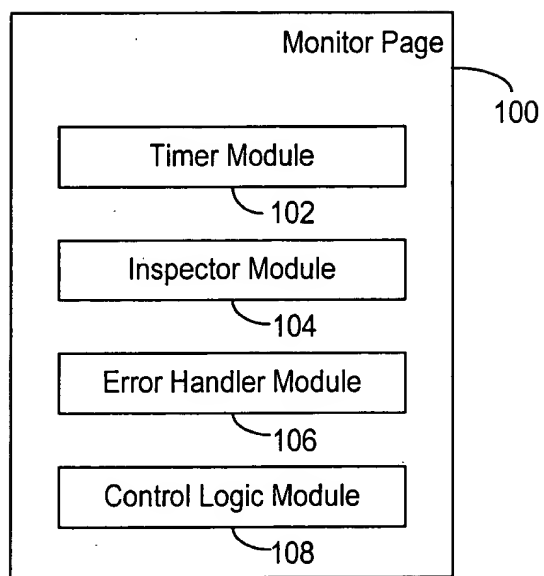 Monitor Page
100
Timer Module
102
Inspector Module
104
Error Handler Module
106
Control Logic Module
108